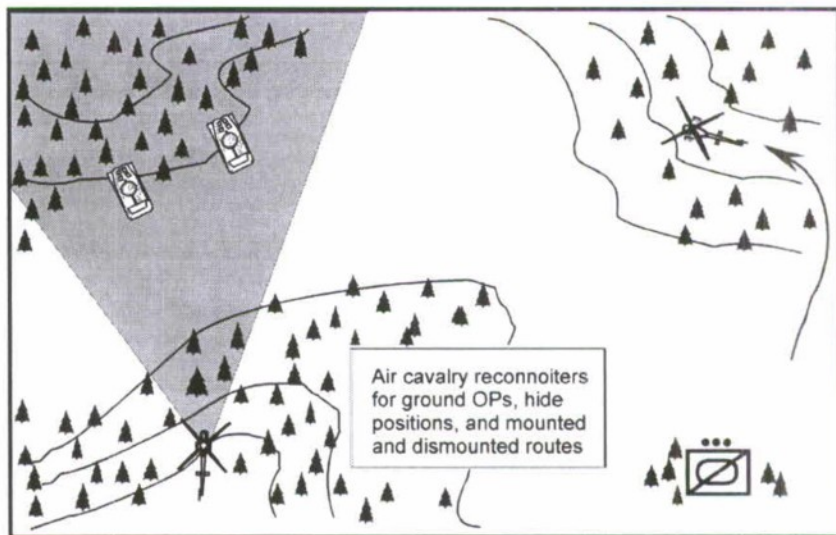 Air cavalry reconnoiters
for ground OPs, hide
positions, and mounted
and dismounted routes